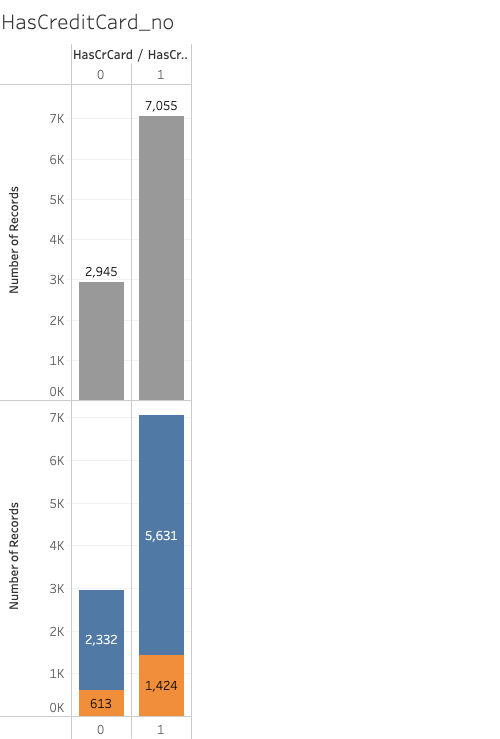 HasCreditCard_no
HasCrCard / HasCr..
0 1
7,055
7K
6K
5K
4K
2,945
3K
2K
1K
0K
Number of Records
7K
6K
5K
5,631
4K
3K
2,332
2K
1K
1,424
613
0K
Number of Records
0 1